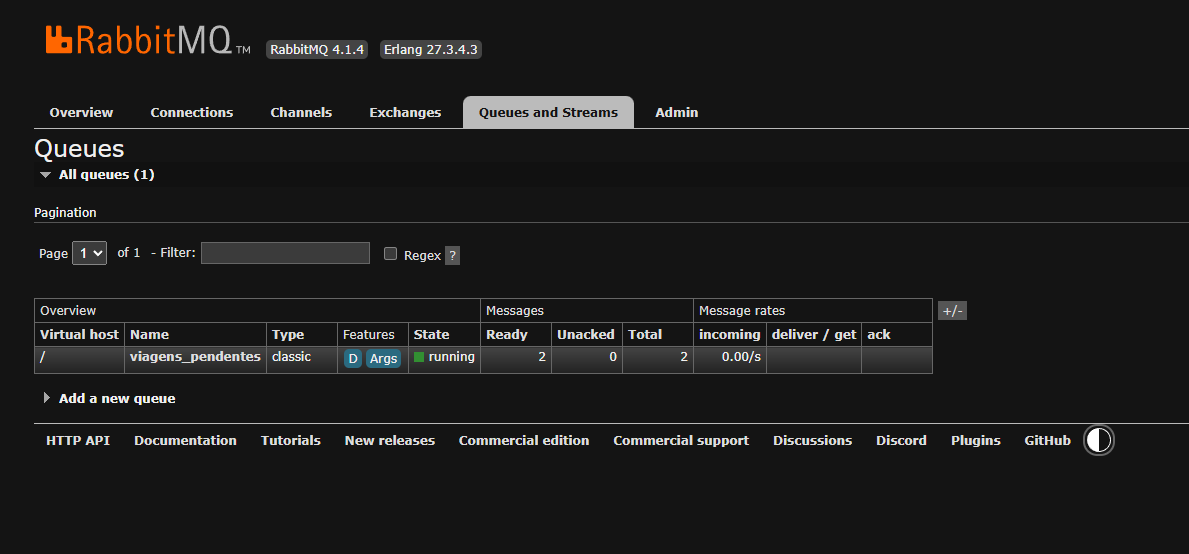 RabbitMQ TM RabbitMQ 4.1.4 Erlang 27.3.4.3
Overview Connections Channels Exchanges Queues and Streams Admin
Queues
All queues (1)
Pagination
Page 1 of 1 - Filter: Regex ?
Overview Messages Message rates +/-
Virtual host Name Type Features State Ready Unacked Total incoming deliver / get ack
/ viagens_pendentes classic D Args running 2 0 2 0.00/s
Add a new queue
HTTP API Documentation Tutorials New releases Commercial edition Commercial support Discussions Discord Plugins GitHub